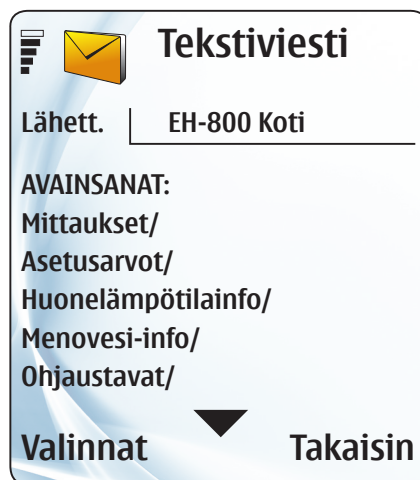 Tekstiviesti
Lähett. EH-800 Koti
AVAINSANAT:
Mittaukset/
Asetusarvot/
Huonelämpötilainfo/
Menovesi-info/
Ohjaustavat/
Valinnat Takaisin